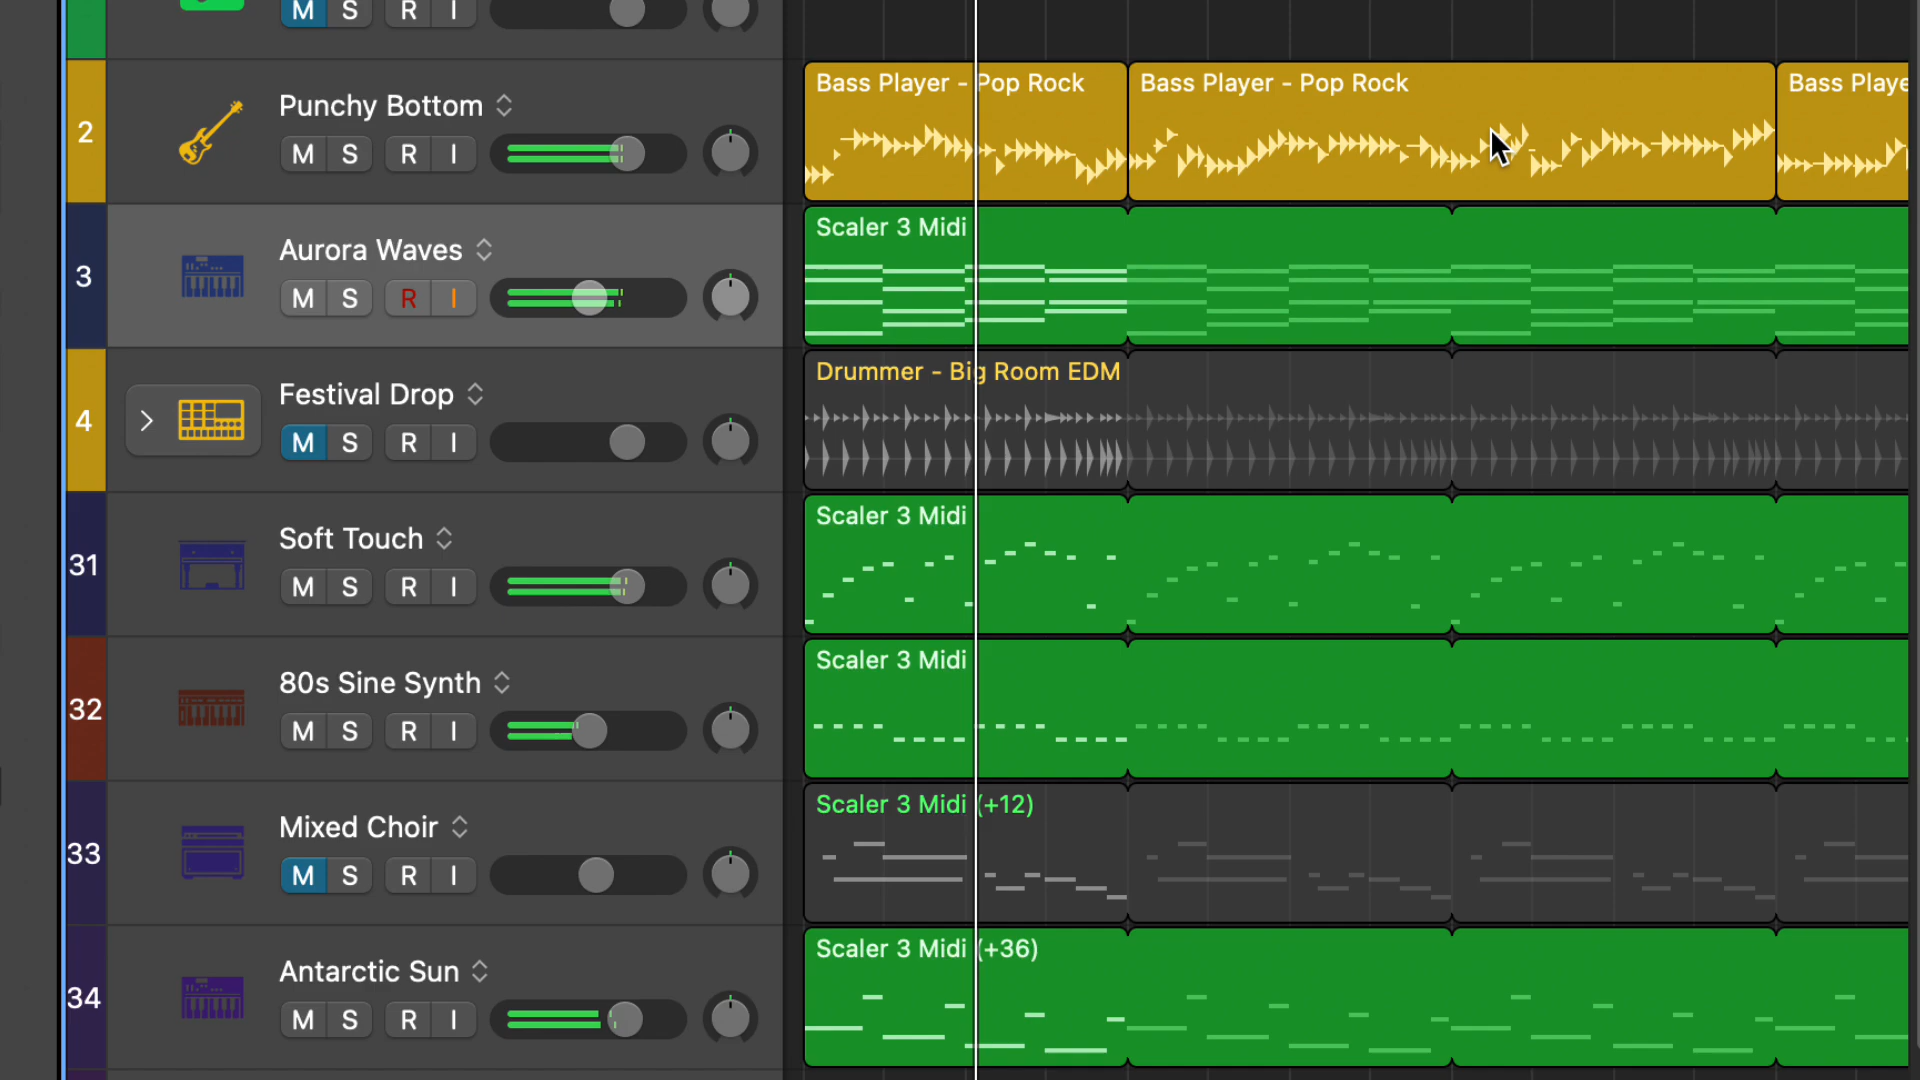 M S R I
2
Punchy Bottom
M S R I
Bass Player - Pop Rock
Bass Player - Pop Rock
Bass Playe
3
Aurora Waves
M S R I
Scaler 3 Midi
4
Festival Drop
M S R I
Drummer - Big Room EDM
31
Soft Touch
M S R I
Scaler 3 Midi
32
80s Sine Synth
M S R I
Scaler 3 Midi
33
Mixed Choir
M S R I
Scaler 3 Midi (+12)
34
Antarctic Sun
M S R I
Scaler 3 Midi (+36)